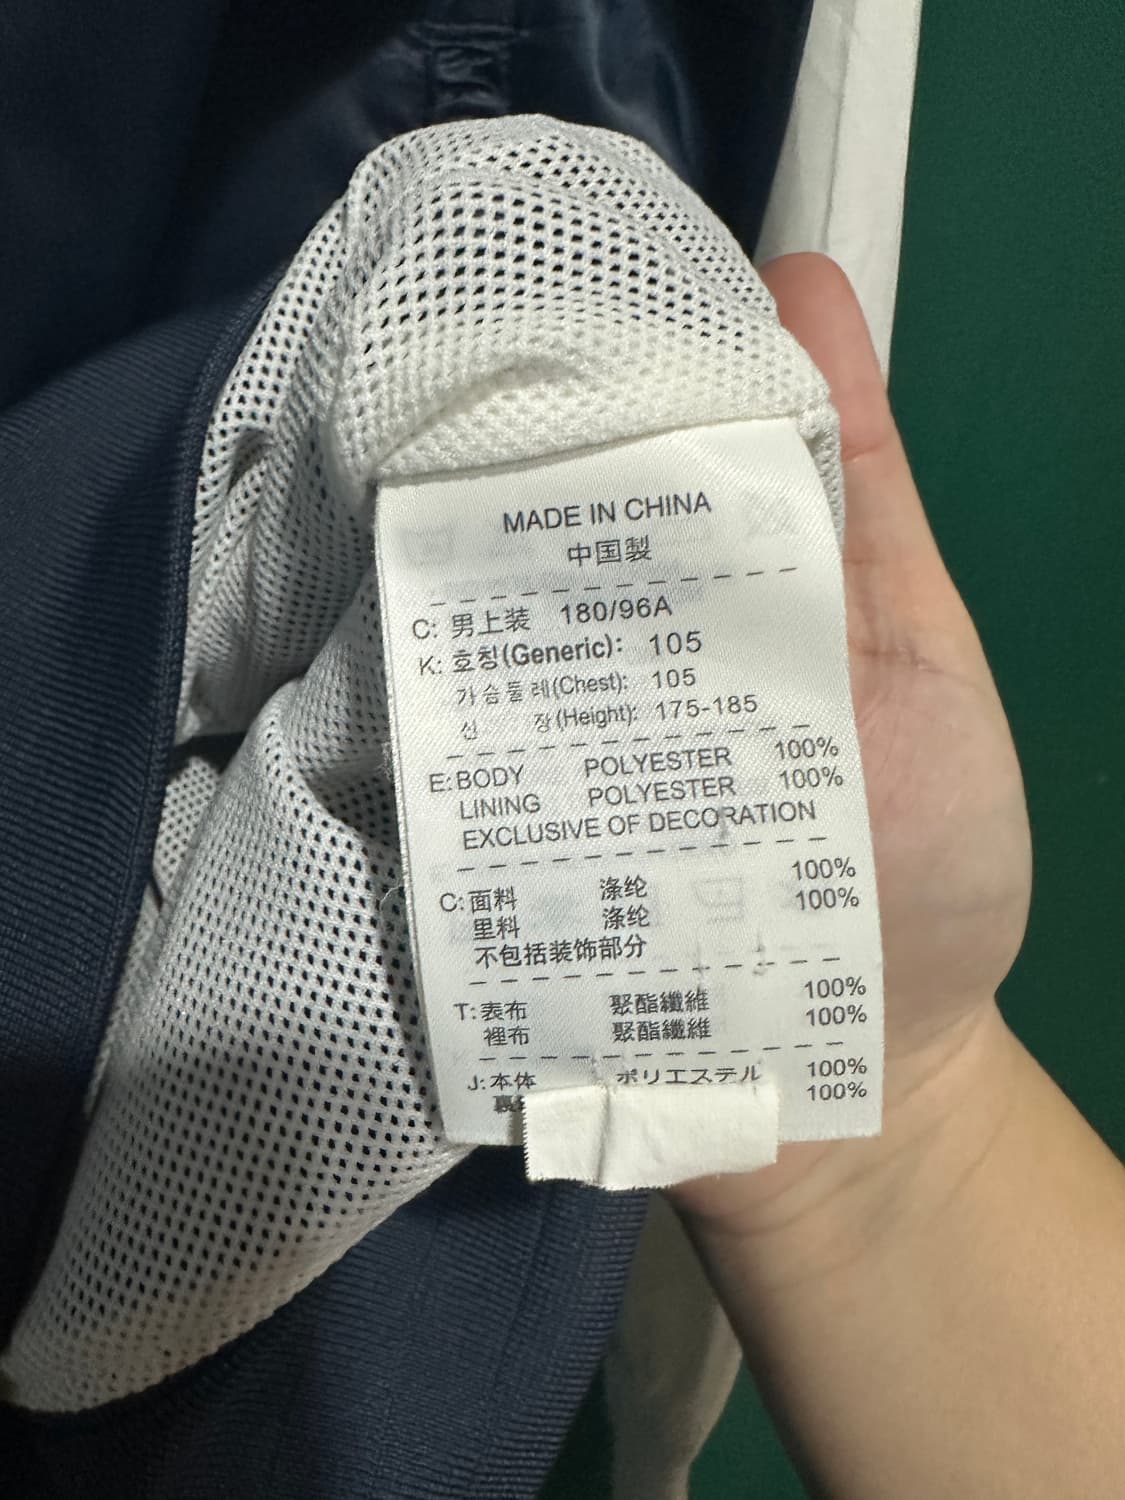 MADE IN CHINA
中国製
C: 男上装 180/96A
K: 호칭(Generic): 105
가슴둘레(Chest): 105
신 장(Height): 175-185
E: BODY POLYESTER 100%
LINING POLYESTER 100%
EXCLUSIVE OF DECORATION
C: 面料 涤纶 100%
里料 涤纶 100%
不包括装饰部分
T: 表布 聚酯纖維 100%
裡布 聚酯纖維 100%
J: 本体 ポリエステル 100%
裏 100%